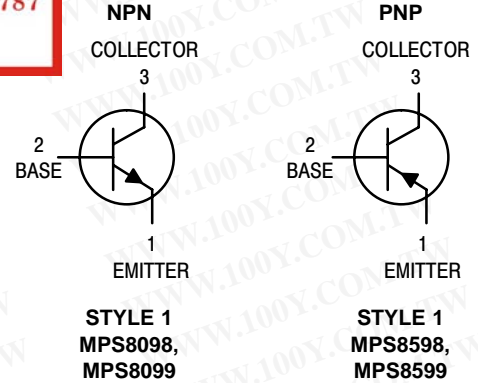 787
NPN
COLLECTOR
3
2
BASE
1
EMITTER
STYLE 1
MPS8098,
MPS8099
PNP
COLLECTOR
3
2
BASE
1
EMITTER
STYLE 1
MPS8598,
MPS8599
WWW.100Y.COM.TW